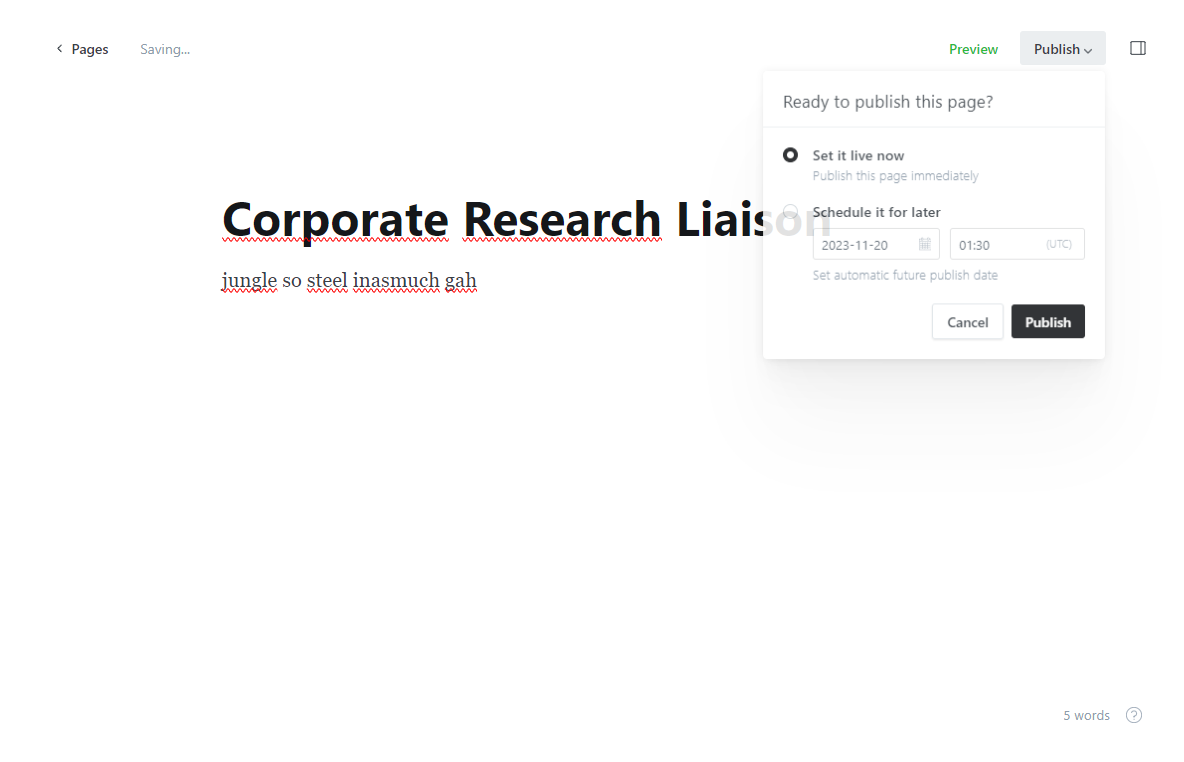 Pages Saving... Preview Publish
Ready to publish this page?
Set it live now
Publish this page immediately
Corporate Research Liaison
Schedule it for later
2023-11-20 01:30 (UTC)
Set automatic future publish date
jungle so steel inasmuch gah
Cancel Publish
5 words